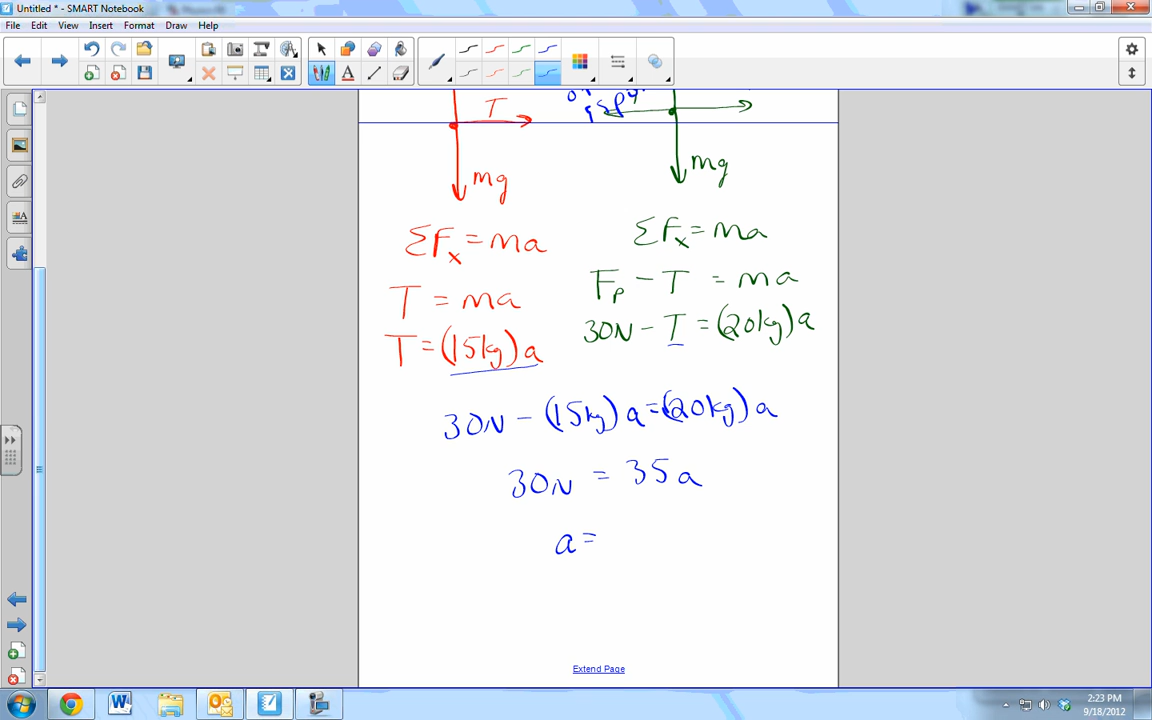 Untitled * - SMART Notebook
File Edit View Insert Format Draw Help
T
mg
mg
ΣFx = ma
T = ma
T = (15kg) a
ΣFx = ma
Fp - T = ma
30N - T = (20kg) a
30N - (15kg) a = (20kg) a
30N = 35a
a =
Extend Page
2:23 PM
9/18/2012